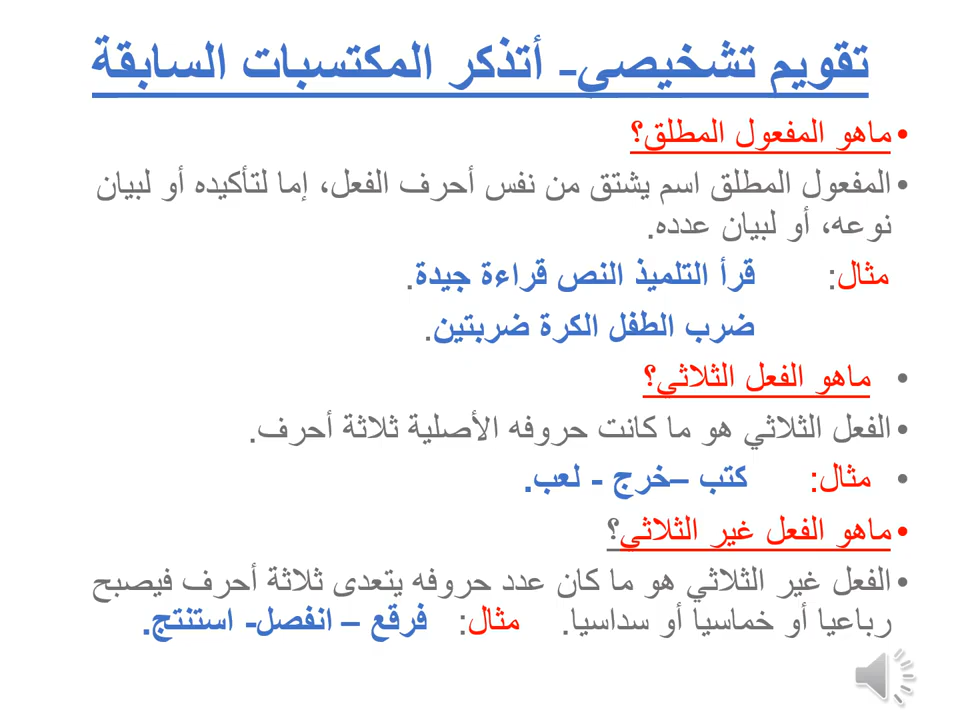 تقويم تشخيصي- أتذكر المكتسبات السابقة
•ماهو المفعول المطلق؟
•المفعول المطلق اسم يشتق من نفس أحرف الفعل، إما لتأكيده أو لبيان
نوعه، أو لبيان عدده.
مثال: قرأ التلميذ النص قراءة جيدة.
ضرب الطفل الكرة ضربتين.
• ماهو الفعل الثلاثي؟
•الفعل الثلاثي هو ما كانت حروفه الأصلية ثلاثة أحرف.
• مثال: كتب –خرج - لعب.
•ماهو الفعل غير الثلاثي؟
•الفعل غير الثلاثي هو ما كان عدد حروفه يتعدى ثلاثة أحرف فيصبح
رباعيا أو خماسيا أو سداسيا. مثال: فرقع – انفصل- استنتج.